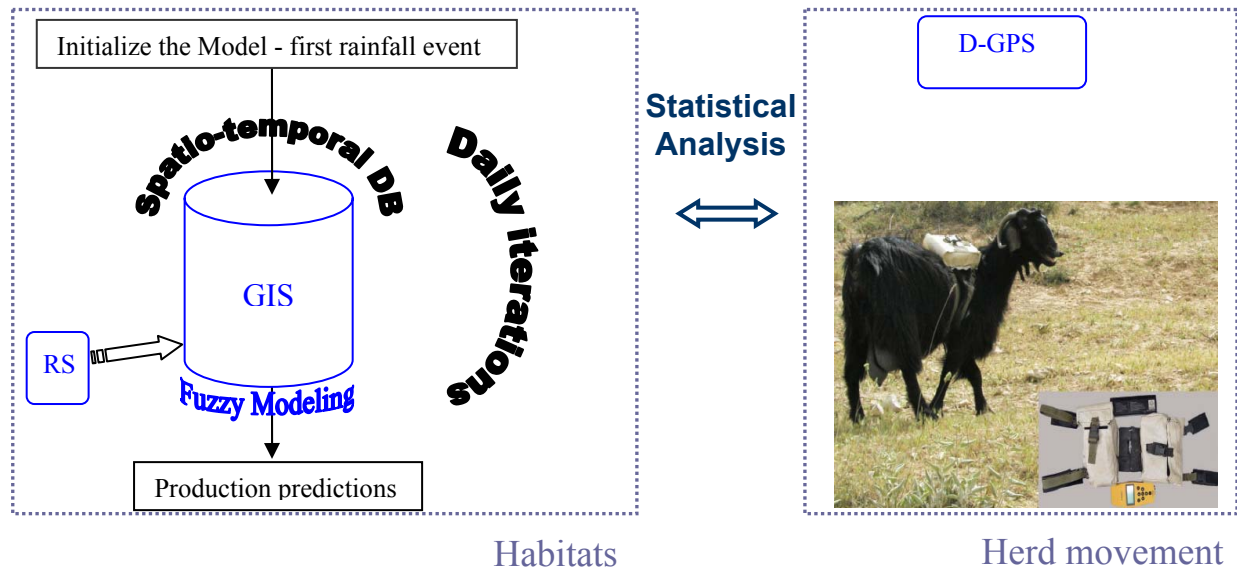 Initialize the Model - first rainfall event
Spatio-temporal DB
Daily iterations
GIS
RS
Fuzzy Modeling
Production predictions
Habitats
Statistical
Analysis
D-GPS
Herd movement